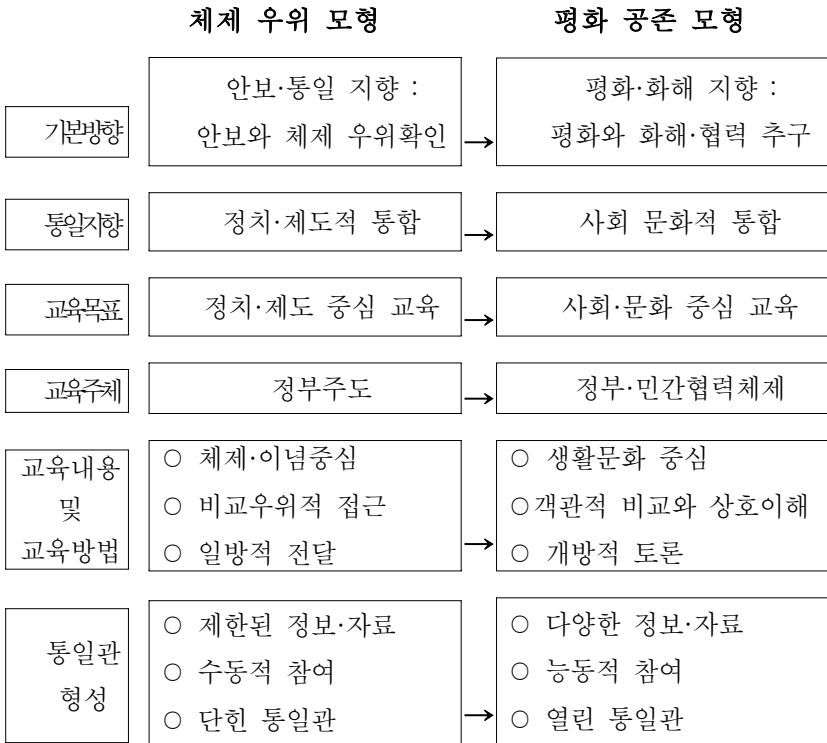 체제 우위 모형 평화 공존 모형
기본방향
안보·통일 지향 :
안보와 체제 우위확인
→
평화·화해 지향 :
평화와 화해·협력 추구
통일지향 정치·제도적 통합 → 사회 문화적 통합
교육목표 정치·제도 중심 교육 → 사회·문화 중심 교육
교육주체 정부주도 → 정부·민간협력체제
교육내용
및
교육방법
○ 체제·이념중심
○ 비교우위적 접근
○ 일방적 전달
→
○ 생활문화 중심
○객관적 비교와 상호이해
○ 개방적 토론
통일관
형성
○ 제한된 정보·자료
○ 수동적 참여
○ 단힌 통일관
→
○ 다양한 정보·자료
○ 능동적 참여
○ 열린 통일관